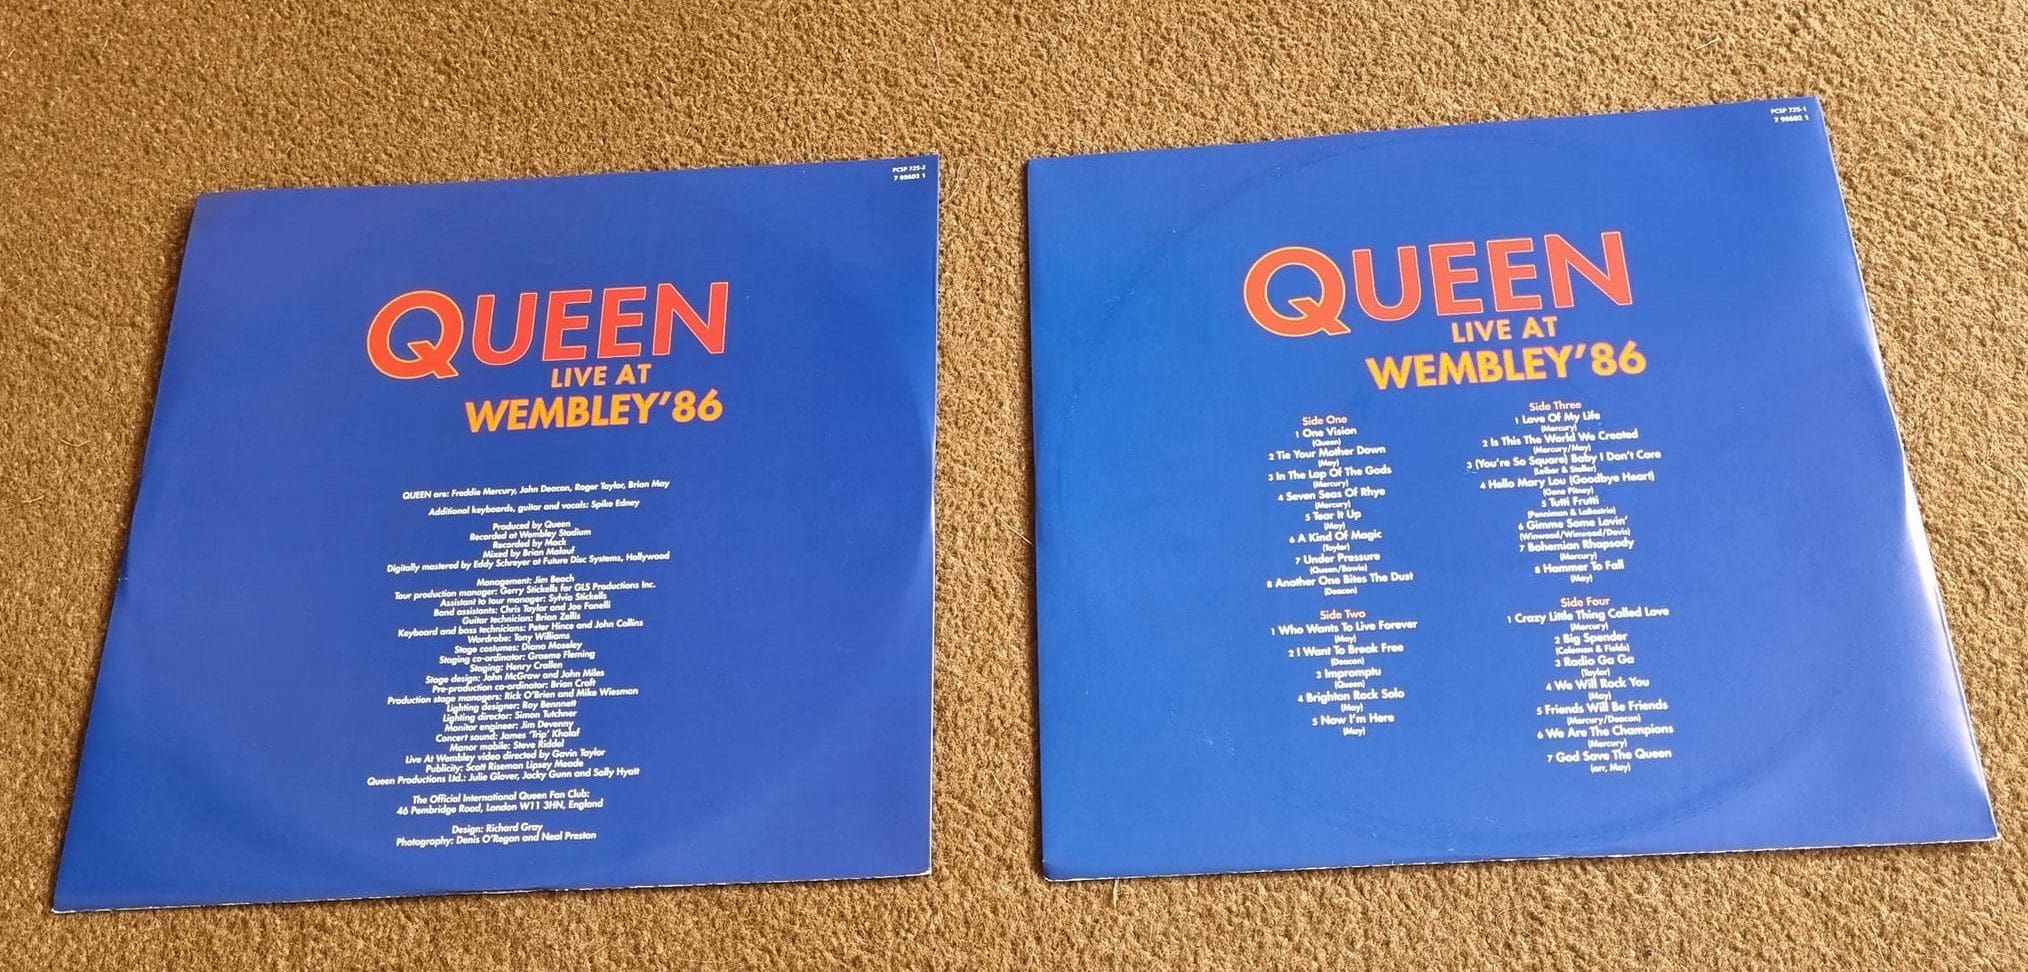 PCSP 725-2
7 99603 1
QUEEN
LIVE AT
WEMBLEY'86
QUEEN are: Freddie Mercury, John Deacon, Roger Taylor, Brian May
Additional keyboards, guitar and vocals: Spike Edney
Produced by Queen
Recorded at Wembley Stadium
Recorded by Mack
Mixed by Brian Malouf
Digitally mastered by Eddy Schreyer at Future Disc Systems, Hollywood
Management: Jim Beach
Tour production manager: Gerry Stickells for GLS Productions Inc.
Assistant to tour manager: Sylvia Stickells
Band assistants: Chris Taylor and Joe Fanelli
Guitar technician: Brian Zellis
Keyboard and bass technicians: Peter Hince and John Collins
Wardrobe: Tony Williams
Stage costumes: Diana Moseley
Staging co-ordinator: Graeme Fleming
Staging: Henry Crallen
Stage design: John McGraw and John Miles
Pre-production co-ordinator: Brian Croft
Production stage managers: Rick O'Brien and Mike Wiesman
Lighting designer: Roy Bennnett
Lighting director: Simon Tutchner
Monitor engineer: Jim Devenny
Concert sound: James 'Trip' Khalaf
Manor mobile: Steve Riddel
Live At Wembley video directed by Gavin Taylor
Publicity: Scott Riseman Lipsey Meade
Queen Productions Ltd.: Julie Glover, Jacky Gunn and Sally Hyatt
The Official International Queen Fan Club:
46 Pembridge Road, London W11 3HN, England
Design: Richard Gray
Photography: Denis O'Regan and Neal Preston
PCSP 725-1
7 99602 1
QUEEN
LIVE AT
WEMBLEY'86
Side One
1 One Vision
(Queen)
2 Tie Your Mother Down
(May)
3 In The Lap Of The Gods
(Mercury)
4 Seven Seas Of Rhye
(Mercury)
5 Tear It Up
(May)
6 A Kind Of Magic
(Taylor)
7 Under Pressure
(Queen/Bowie)
8 Another One Bites The Dust
(Deacon)
Side Two
1 Who Wants To Live Forever
(May)
2 I Want To Break Free
(Deacon)
3 Impromptu
(Queen)
4 Brighton Rock Solo
(May)
5 Now I'm Here
(May)
Side Three
1 Love Of My Life
(Mercury)
2 Is This The World We Created
(Mercury/May)
3 (You're So Square) Baby I Don't Care
(Leiber & Stoller)
4 Hello Mary Lou (Goodbye Heart)
(Gene Pitney)
5 Tutti Frutti
(Penniman & LaBostrie)
6 Gimme Some Lovin'
(Winwood/Winwood/Davis)
7 Bohemian Rhapsody
(Mercury)
8 Hammer To Fall
(May)
Side Four
1 Crazy Little Thing Called Love
(Mercury)
2 Big Spender
(Coleman & Fields)
3 Radio Ga Ga
(Taylor)
4 We Will Rock You
(May)
5 Friends Will Be Friends
(Mercury/Deacon)
6 We Are The Champions
(Mercury)
7 God Save The Queen
(arr, May)